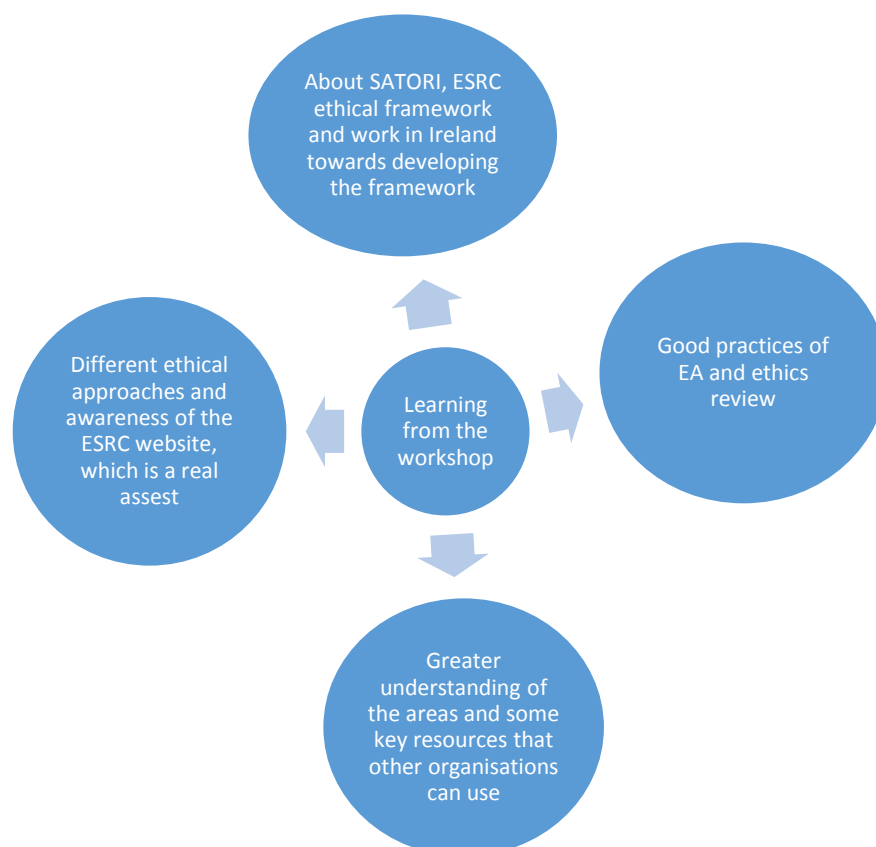 About SATORI, ESRC
ethical framework
and work in Ireland
towards developing
the framework
Good practices of
EA and ethics
review
Different ethical
approaches and
awareness of the
ESRC website,
which is a real
assest
Learning
from the
workshop
Greater
understanding of
the areas and some
key resources that
other organisations
can use